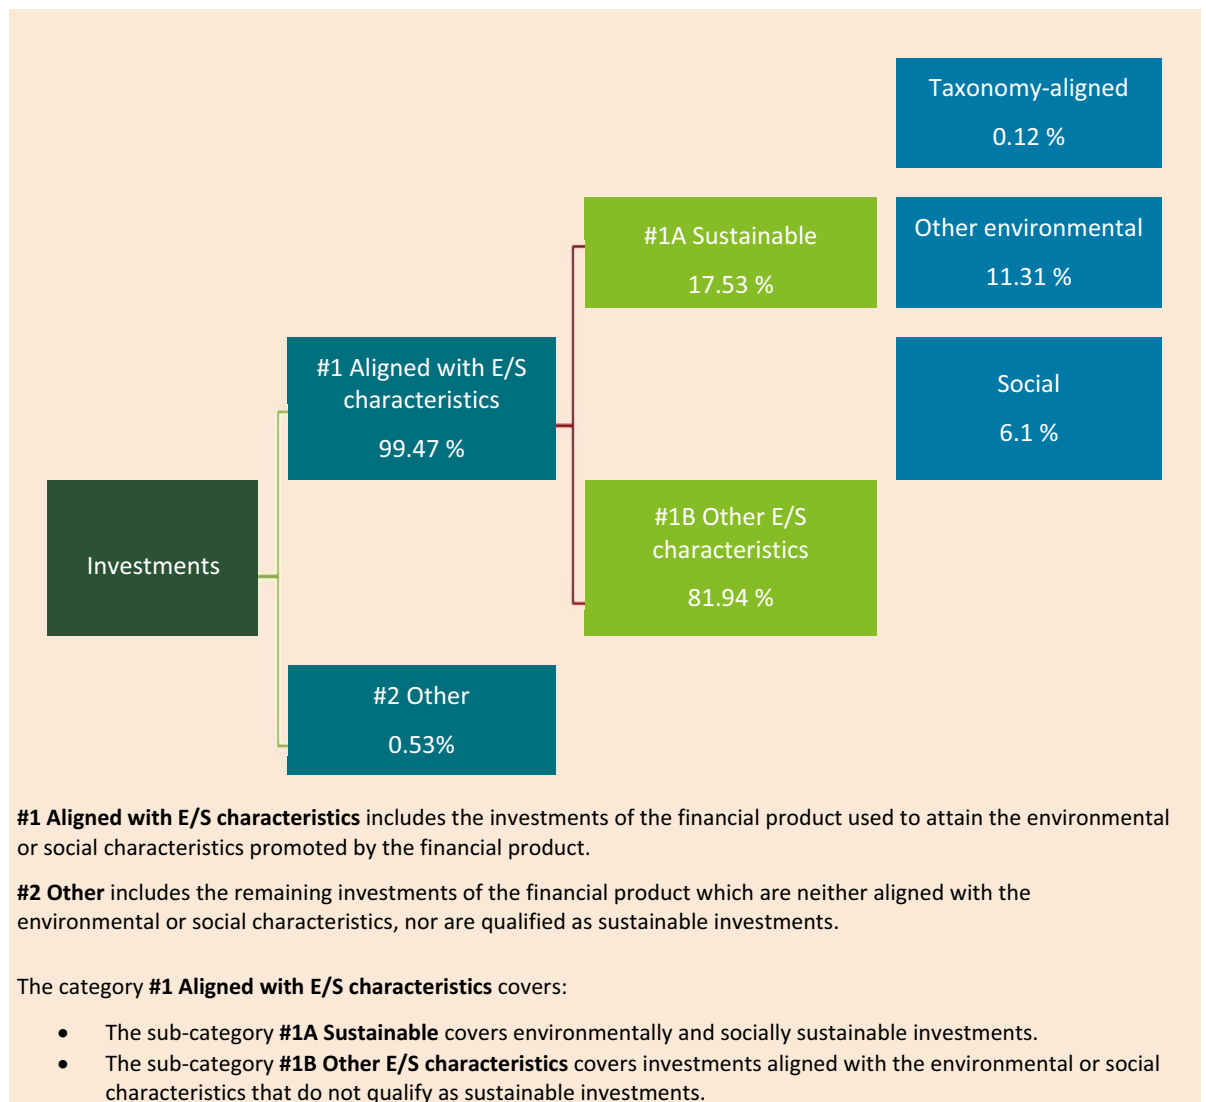 Taxonomy-aligned
0.12 %
#1A Sustainable
17.53 %
Other environmental
11.31 %
#1 Aligned with E/S
characteristics
99.47 %
Social
6.1 %
Investments
#1B Other E/S
characteristics
81.94 %
#2 Other
0.53%
#1 Aligned with E/S characteristics includes the investments of the financial product used to attain the environmental
or social characteristics promoted by the financial product.
#2 Other includes the remaining investments of the financial product which are neither aligned with the
environmental or social characteristics, nor are qualified as sustainable investments.
The category #1 Aligned with E/S characteristics covers:
• The sub-category #1A Sustainable covers environmentally and socially sustainable investments.
• The sub-category #1B Other E/S characteristics covers investments aligned with the environmental or social
characteristics that do not qualify as sustainable investments.